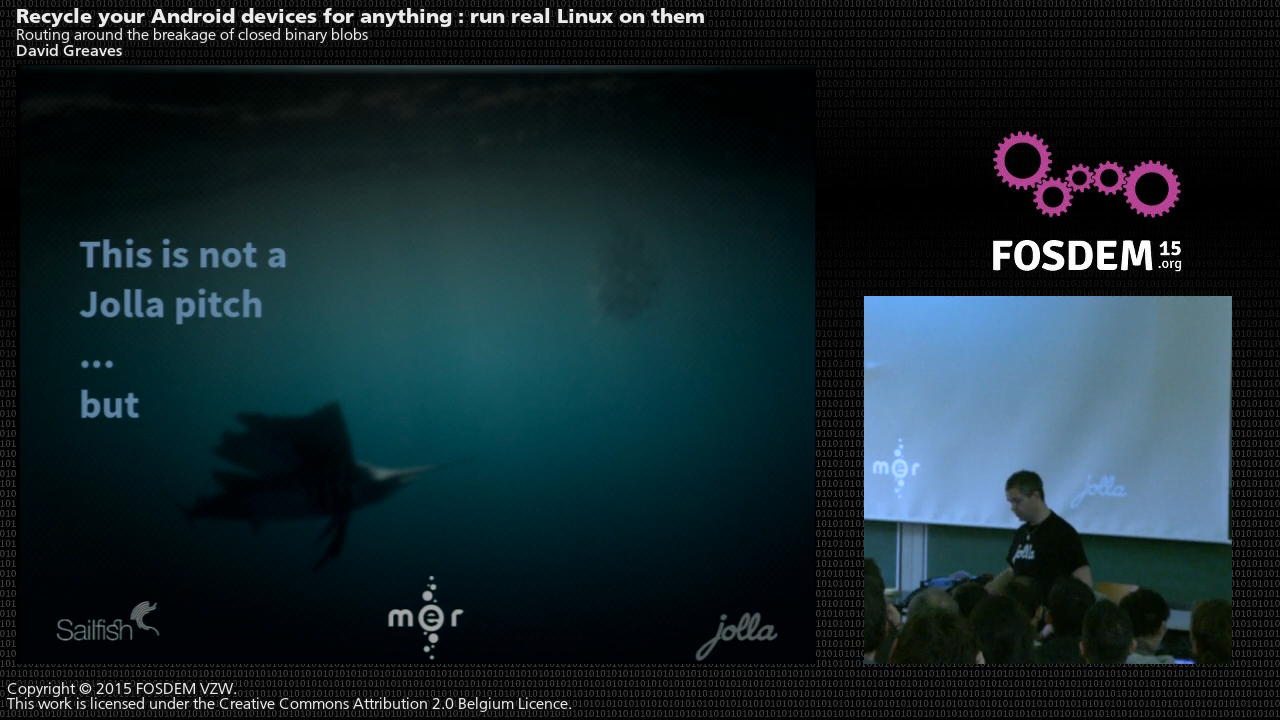 Recycle your Android devices for anything : run real Linux on them
Routing around the breakage of closed binary blobs
David Greaves
This is not a
Jolla pitch
...
but
Sailfish
mer
jolla
FOSDEM 15
.org
mer
jolla
jolla
Copyright © 2015 FOSDEM VZW.
This work is licensed under the Creative Commons Attribution 2.0 Belgium Licence.